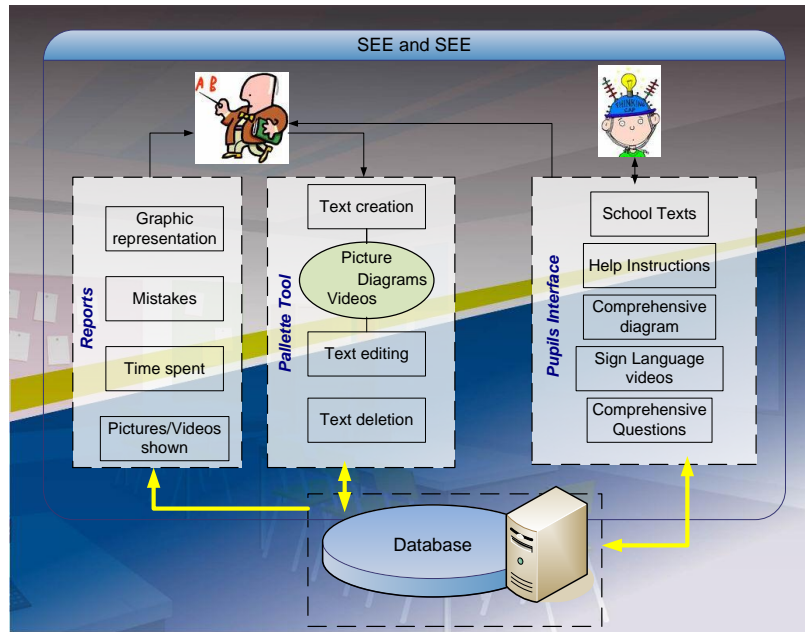 SEE and SEE
A B
THINKING
CAP
Reports
Graphic
representation
Mistakes
Time spent
Pictures/Videos
shown
Pallette Tool
Text creation
Picture
Diagrams
Videos
Text editing
Text deletion
Pupils Interface
School Texts
Help Instructions
Comprehensive
diagram
Sign Language
videos
Comprehensive
Questions
Database